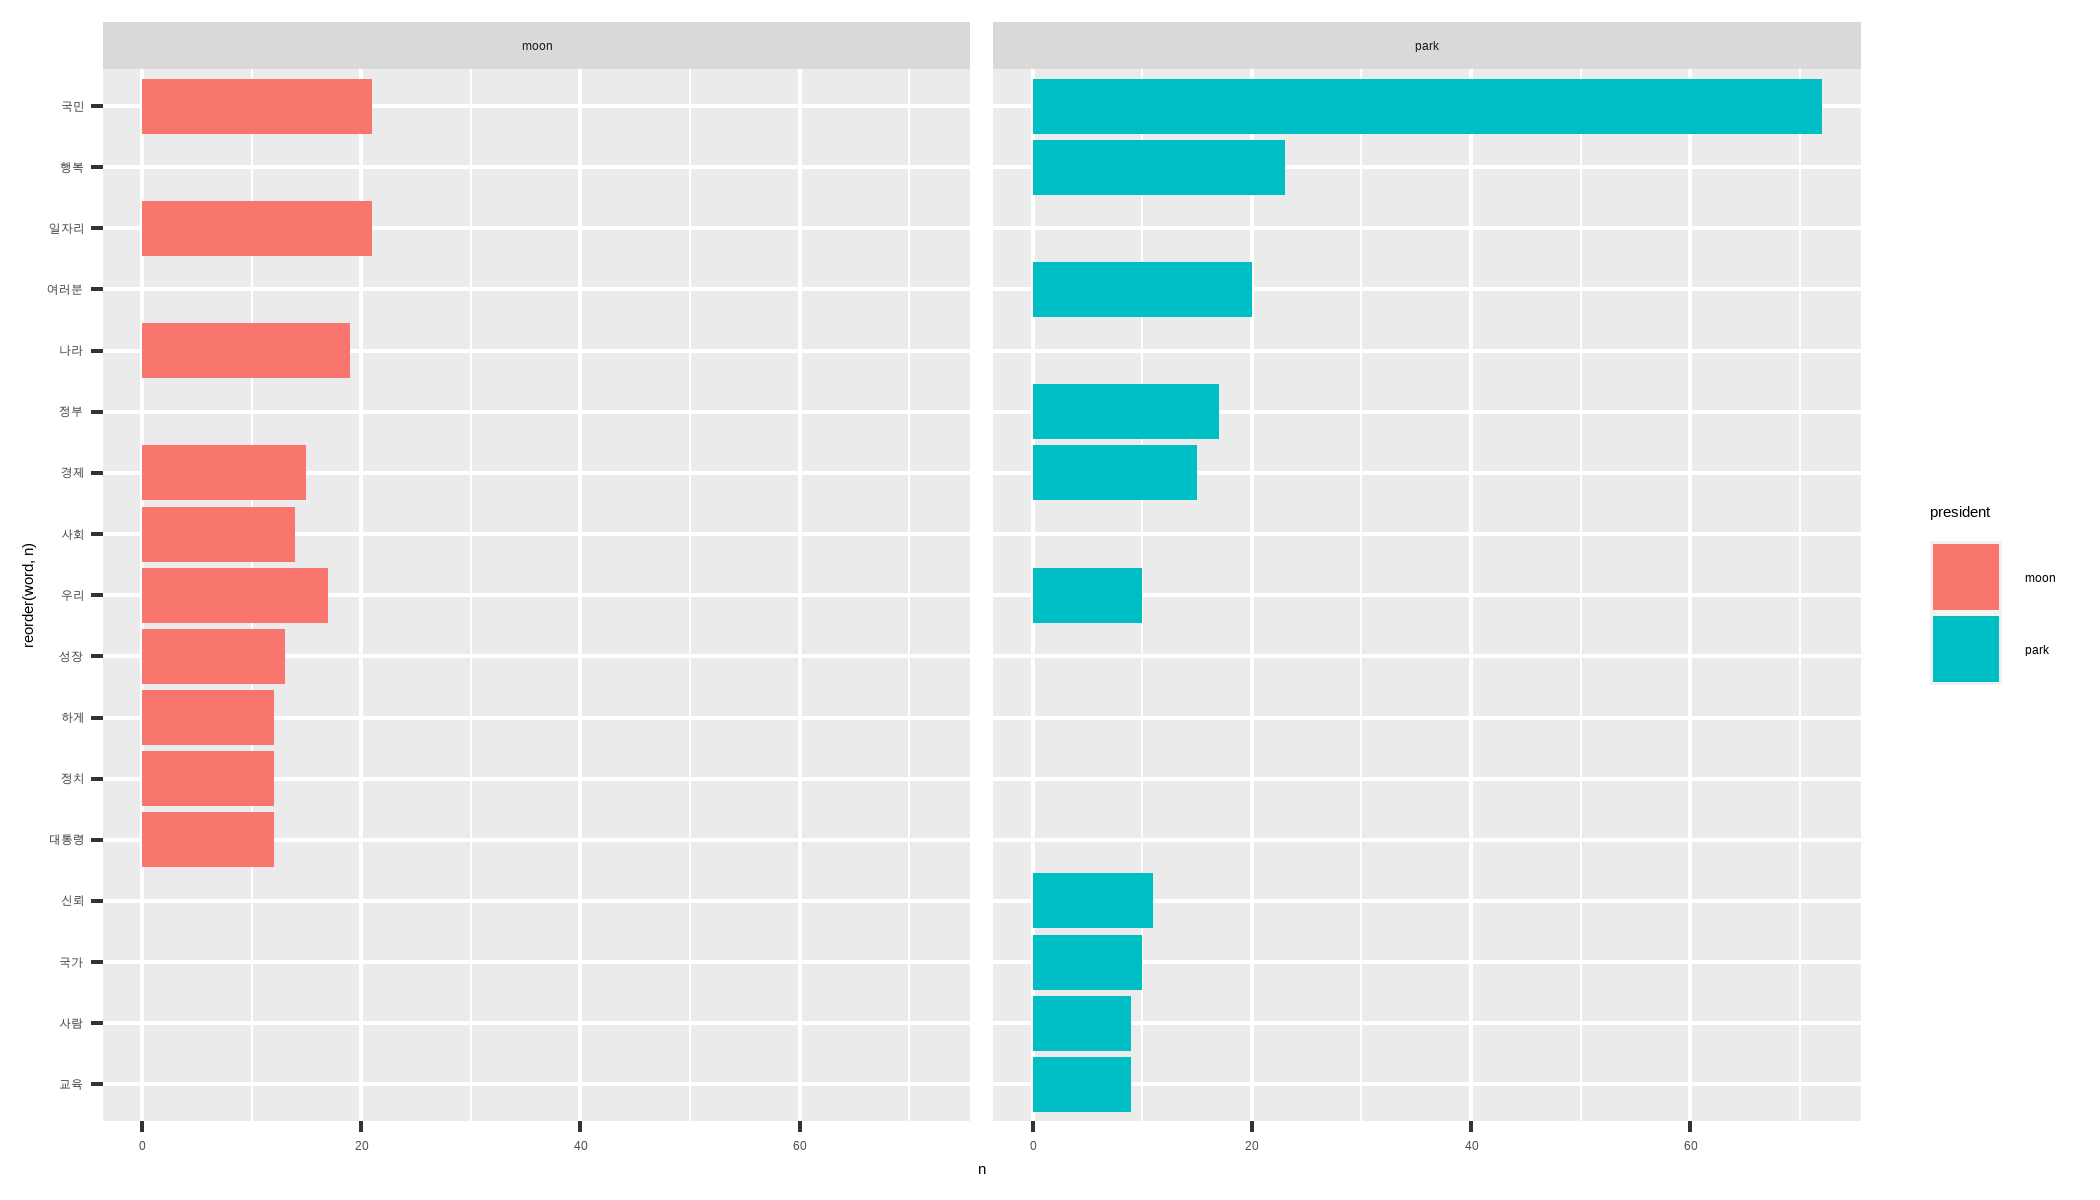 moon
park
국민
행복
일자리
여러분
나라
정부
경제
사회
우리
성장
하게
정치
대통령
신뢰
국가
사람
교육
reorder(word, n)
0 20 40 60
0 20 40 60
n
president
moon
park